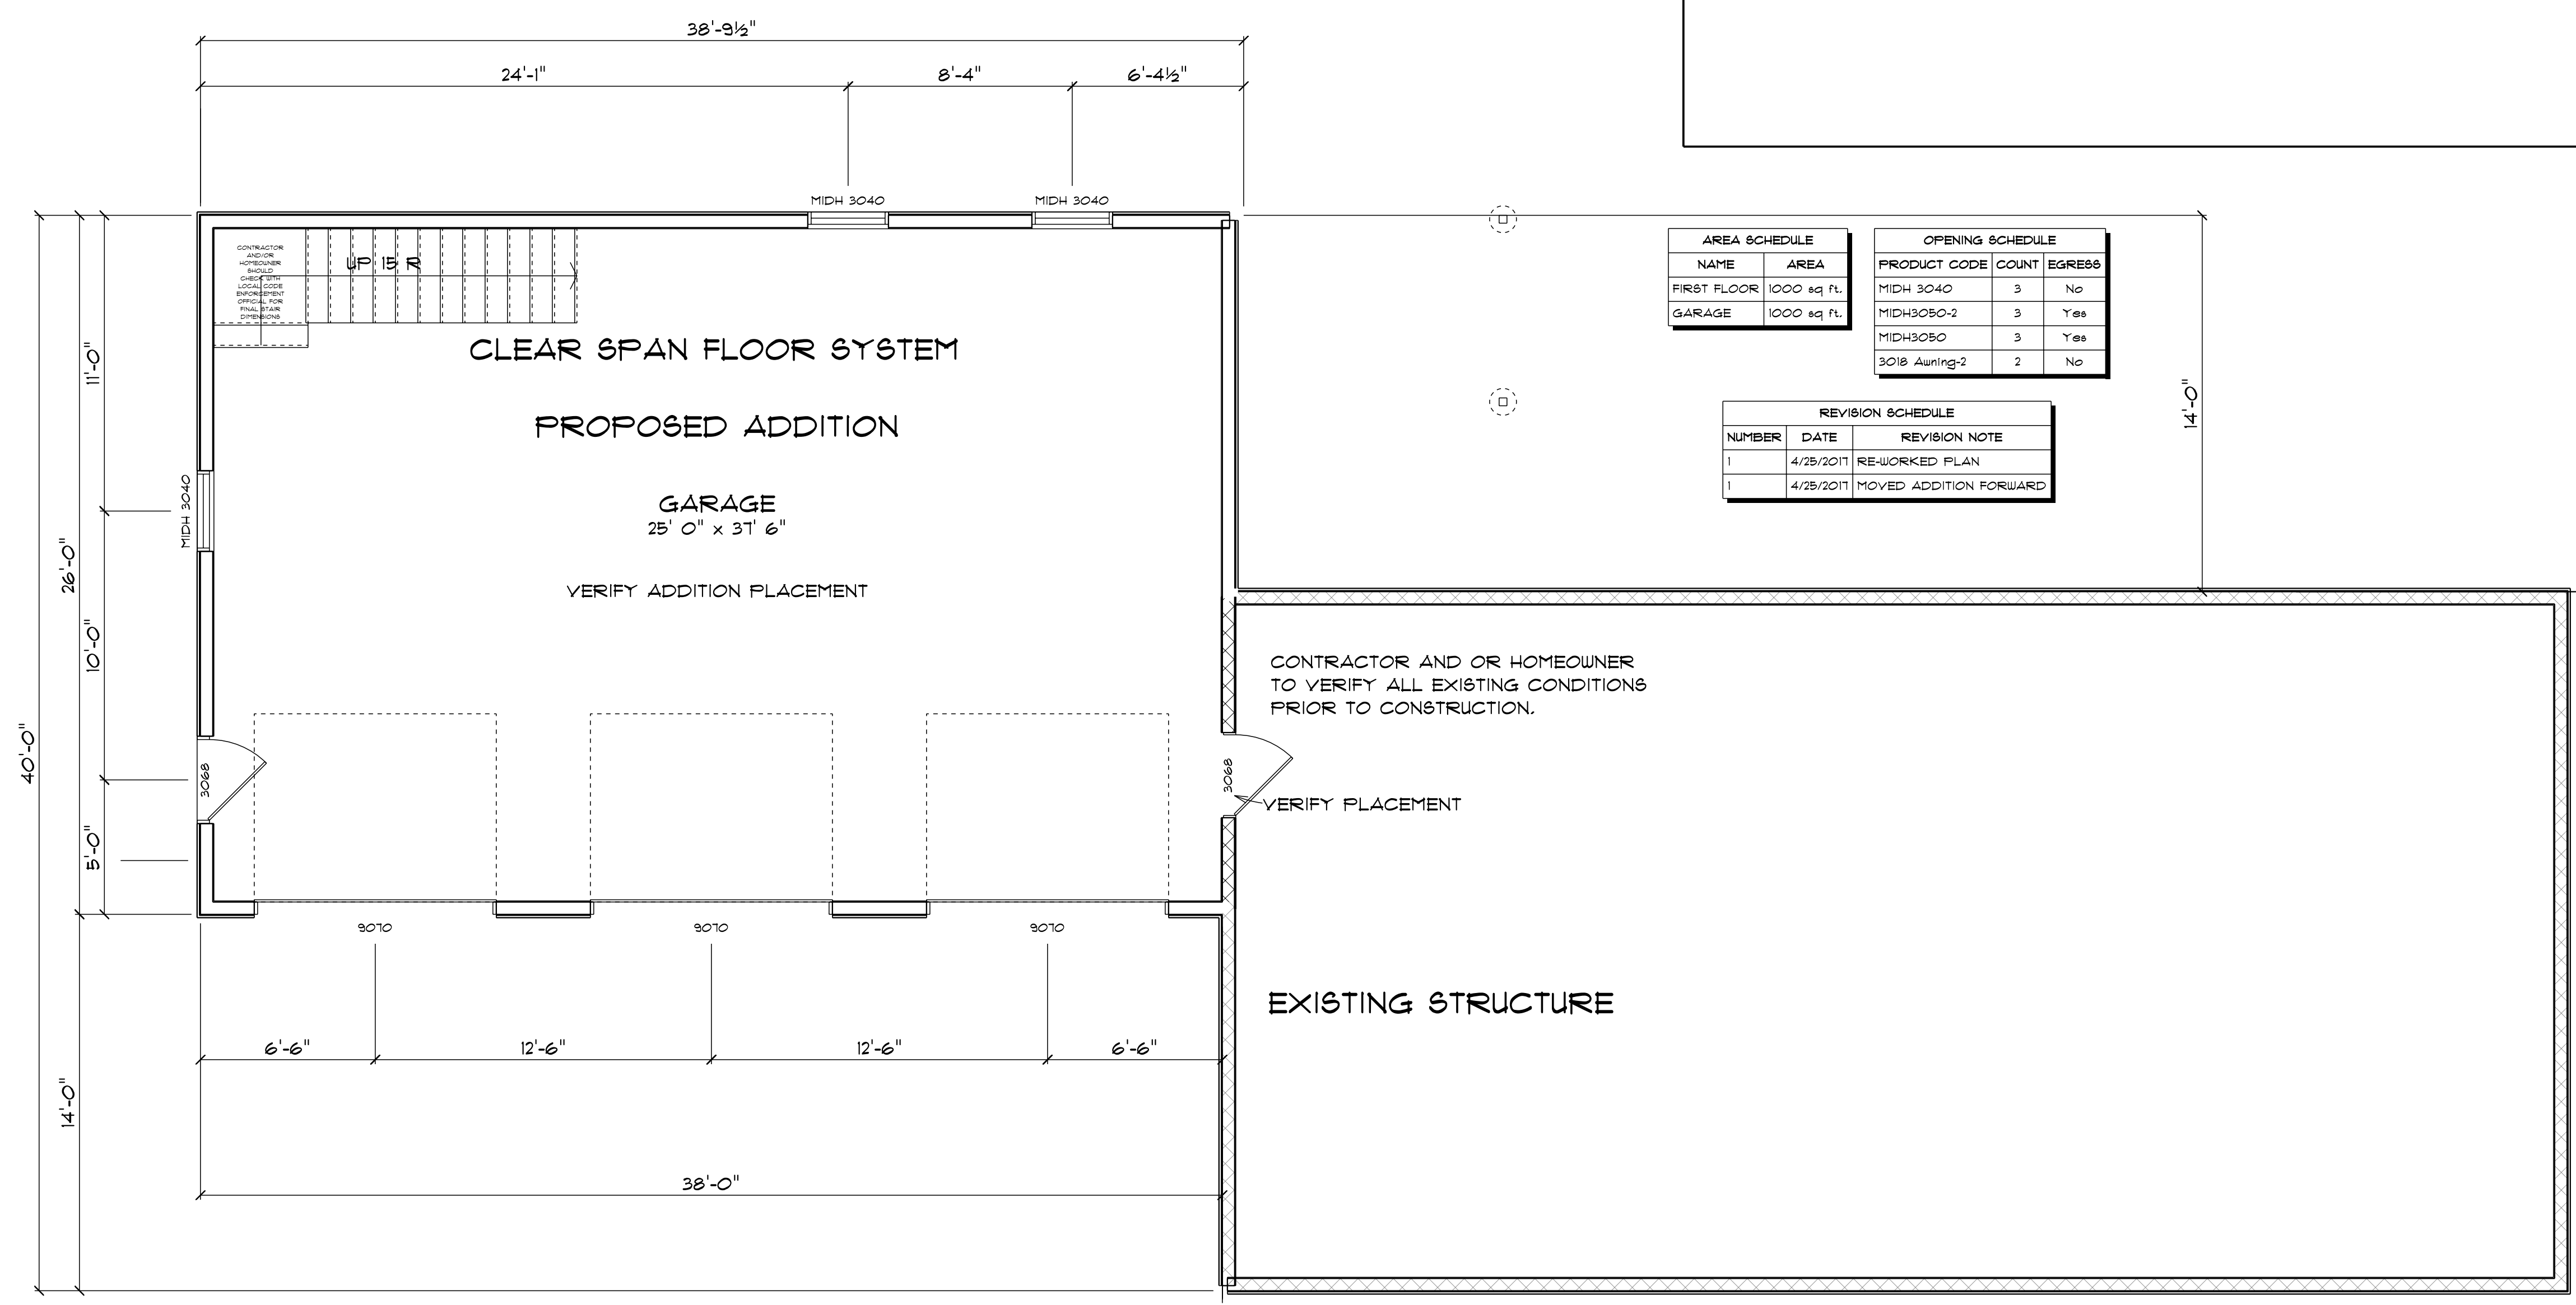 38'-9½"
24'-1"
8'-4"
6'-4½"
MIDH 3040
MIDH 3040
CONTRACTOR
AND/OR
HOMEOWNER
SHOULD
CHECK WITH
LOCAL CODE
ENFORCEMENT
OFFICIAL FOR
FINAL STAIR
DIMENSIONS
UP 15 R
CLEAR SPAN FLOOR SYSTEM
PROPOSED ADDITION
GARAGE
25' 0" x 37' 6"
VERIFY ADDITION PLACEMENT
11'-0"
26'-0"
10'-0"
40'-0"
5'-0"
14'-0"
MIDH 3040
3068
3068
AREA SCHEDULE
NAME AREA
FIRST FLOOR 1000 sq ft.
GARAGE 1000 sq ft.
OPENING SCHEDULE
PRODUCT CODE COUNT EGRESS
MIDH 3040 3 No
MIDH3050-2 3 Yes
MIDH3050 3 Yes
3018 Awning-2 2 No
REVISION SCHEDULE
NUMBER DATE REVISION NOTE
1 4/25/2017 RE-WORKED PLAN
1 4/25/2017 MOVED ADDITION FORWARD
14'-0"
CONTRACTOR AND OR HOMEOWNER
TO VERIFY ALL EXISTING CONDITIONS
PRIOR TO CONSTRUCTION.
VERIFY PLACEMENT
EXISTING STRUCTURE
9070
9070
9070
6'-6"
12'-6"
12'-6"
6'-6"
38'-0"